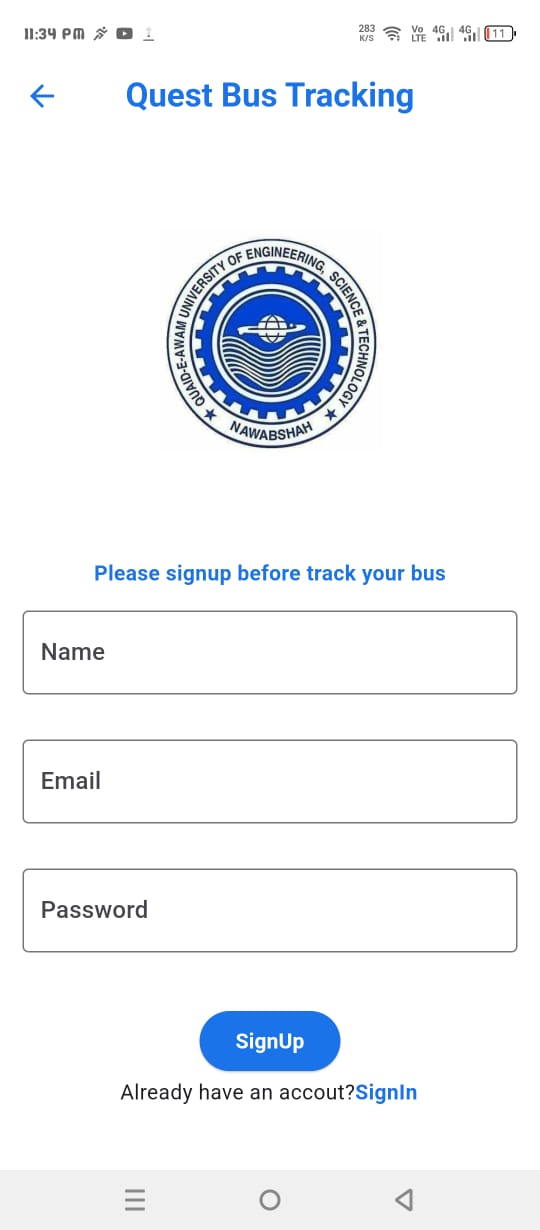 11:34 PM
283 K/S Vo LTE 4G 4G 11
Quest Bus Tracking
QUAID-E-AWAM UNIVERSITY OF ENGINEERING, SCIENCE & TECHNOLOGY
NAWABSHAH
Please signup before track your bus
Name
Email
Password
SignUp
Already have an accout?SignIn